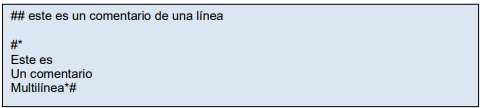 ## este es un comentario de una línea
#*
Este es
Un comentario
Multilínea*#